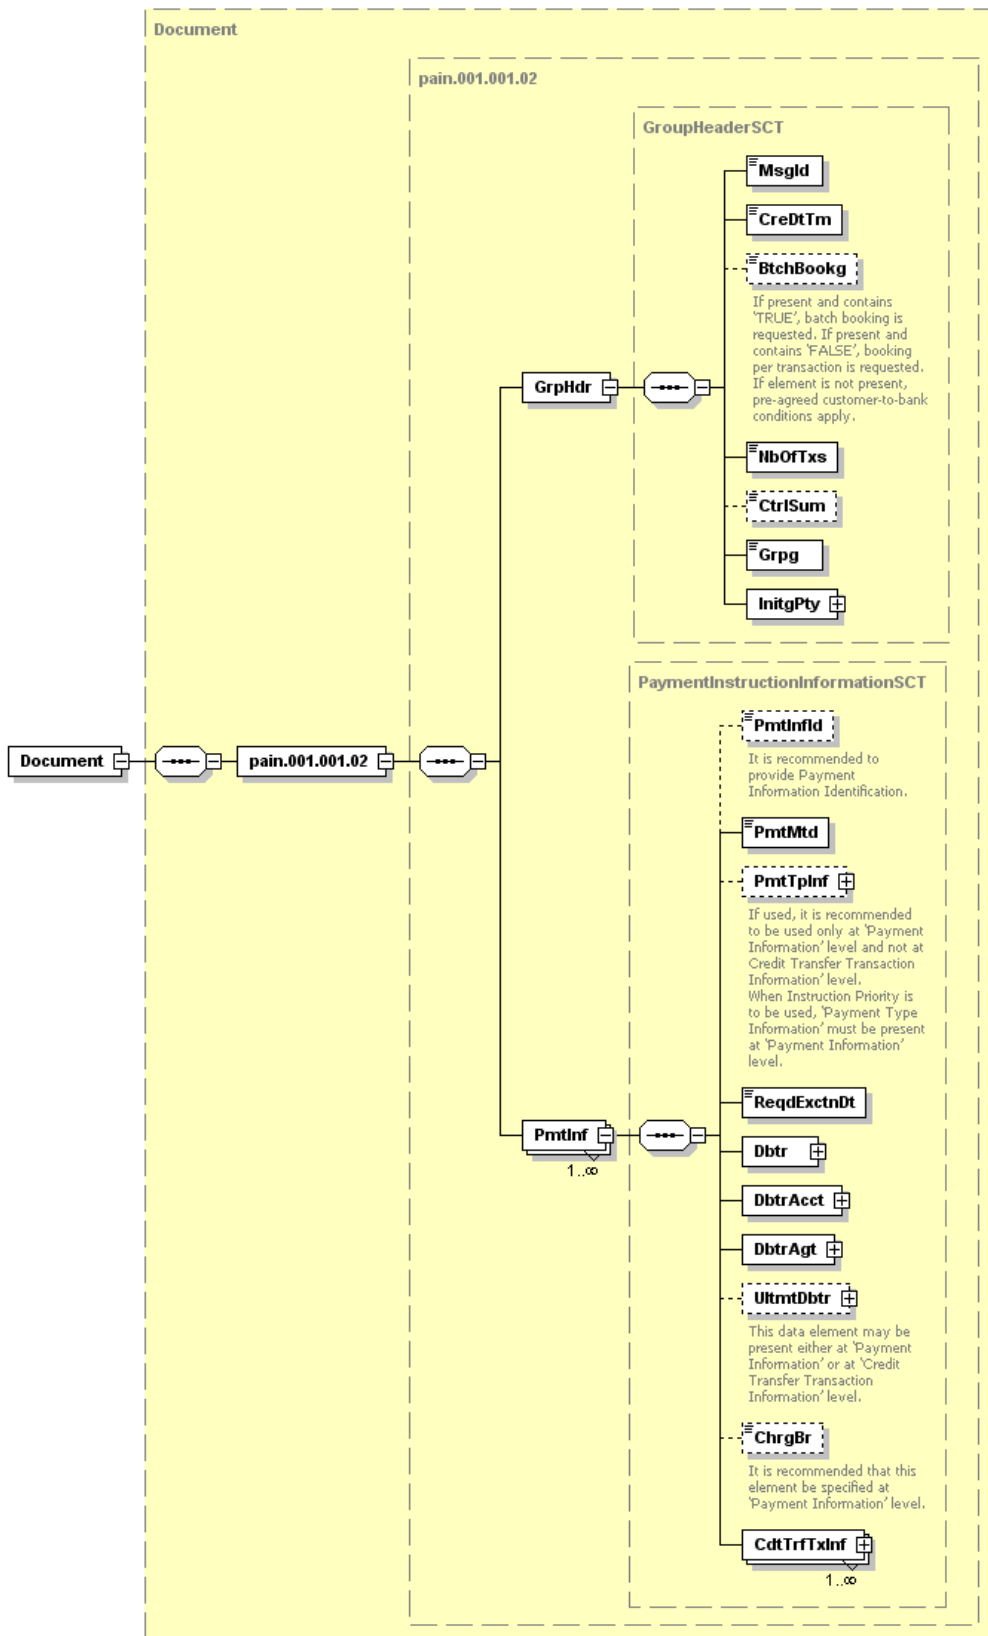 Document
pain.001.001.02
GroupHeaderSCT
MsgId
CreDtTm
BtchBookg
If present and contains
'TRUE', batch booking is
requested. If present and
contains 'FALSE', booking
per transaction is requested.
If element is not present,
pre-agreed customer-to-bank
conditions apply.
GrpHdr
NbOfTxs
CtrlSum
Grpg
InitgPty
PaymentInstructionInformationSCT
PmtInfId
It is recommended to
provide Payment
Information Identification.
Document
pain.001.001.02
PmtMtd
PmtTpInf
If used, it is recommended
to be used only at 'Payment
Information' level and not at
Credit Transfer Transaction
Information' level.
When Instruction Priority is
to be used, 'Payment Type
Information' must be present
at 'Payment Information'
level.
ReqdExctnDt
PmtInf
1..∞
Dbtr
DbtrAcct
DbtrAgt
UltmtDbtr
This data element may be
present either at 'Payment
Information' or at 'Credit
Transfer Transaction
Information' level.
ChrgBr
It is recommended that this
element be specified at
'Payment Information' level.
CdtTrfTxInf
1..∞